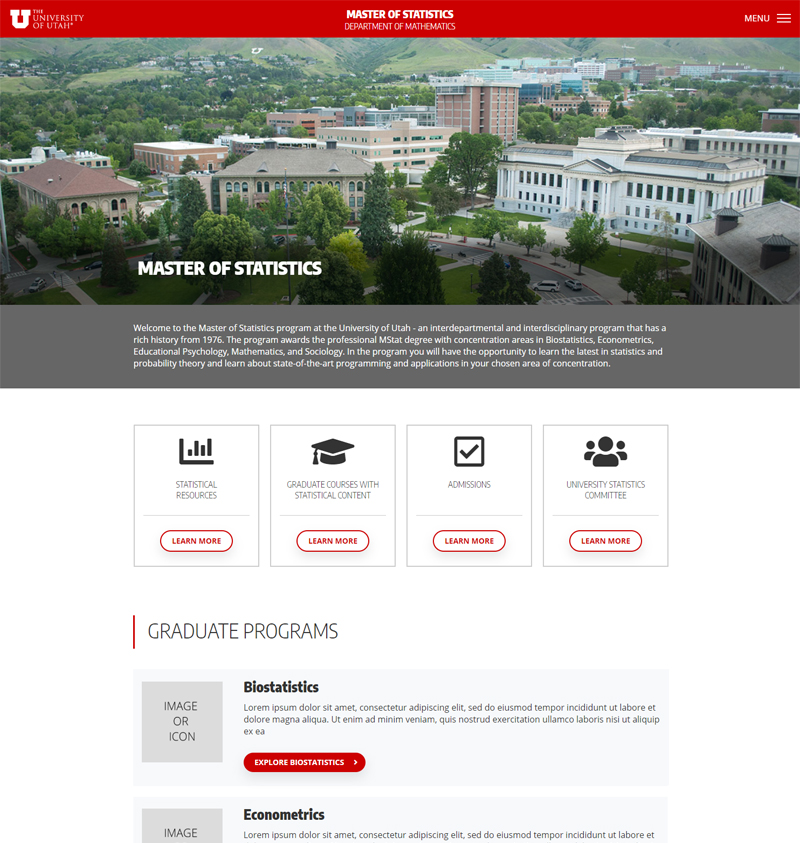 THE
UNIVERSITY
OF UTAH®
MASTER OF STATISTICS
DEPARTMENT OF MATHEMATICS
MENU
U
MASTER OF STATISTICS
Welcome to the Master of Statistics program at the University of Utah - an interdepartmental and interdisciplinary program that has a
rich history from 1976. The program awards the professional MStat degree with concentration areas in Biostatistics, Econometrics,
Educational Psychology, Mathematics, and Sociology. In the program you will have the opportunity to learn the latest in statistics and
probability theory and learn about state-of-the-art programming and applications in your chosen area of concentration.
STATISTICAL
RESOURCES
LEARN MORE
GRADUATE COURSES WITH
STATISTICAL CONTENT
LEARN MORE
ADMISSIONS
LEARN MORE
UNIVERSITY STATISTICS
COMMITTEE
LEARN MORE
GRADUATE PROGRAMS
IMAGE
OR
ICON
Biostatistics
Lorem ipsum dolor sit amet, consectetur adipiscing elit, sed do eiusmod tempor incididunt ut labore et
dolore magna aliqua. Ut enim ad minim veniam, quis nostrud exercitation ullamco laboris nisi ut aliquip
ex ea
EXPLORE BIOSTATISTICS
IMAGE
Econometrics
Lorem ipsum dolor sit amet, consectetur adipiscing elit, sed do eiusmod tempor incididunt ut labore et